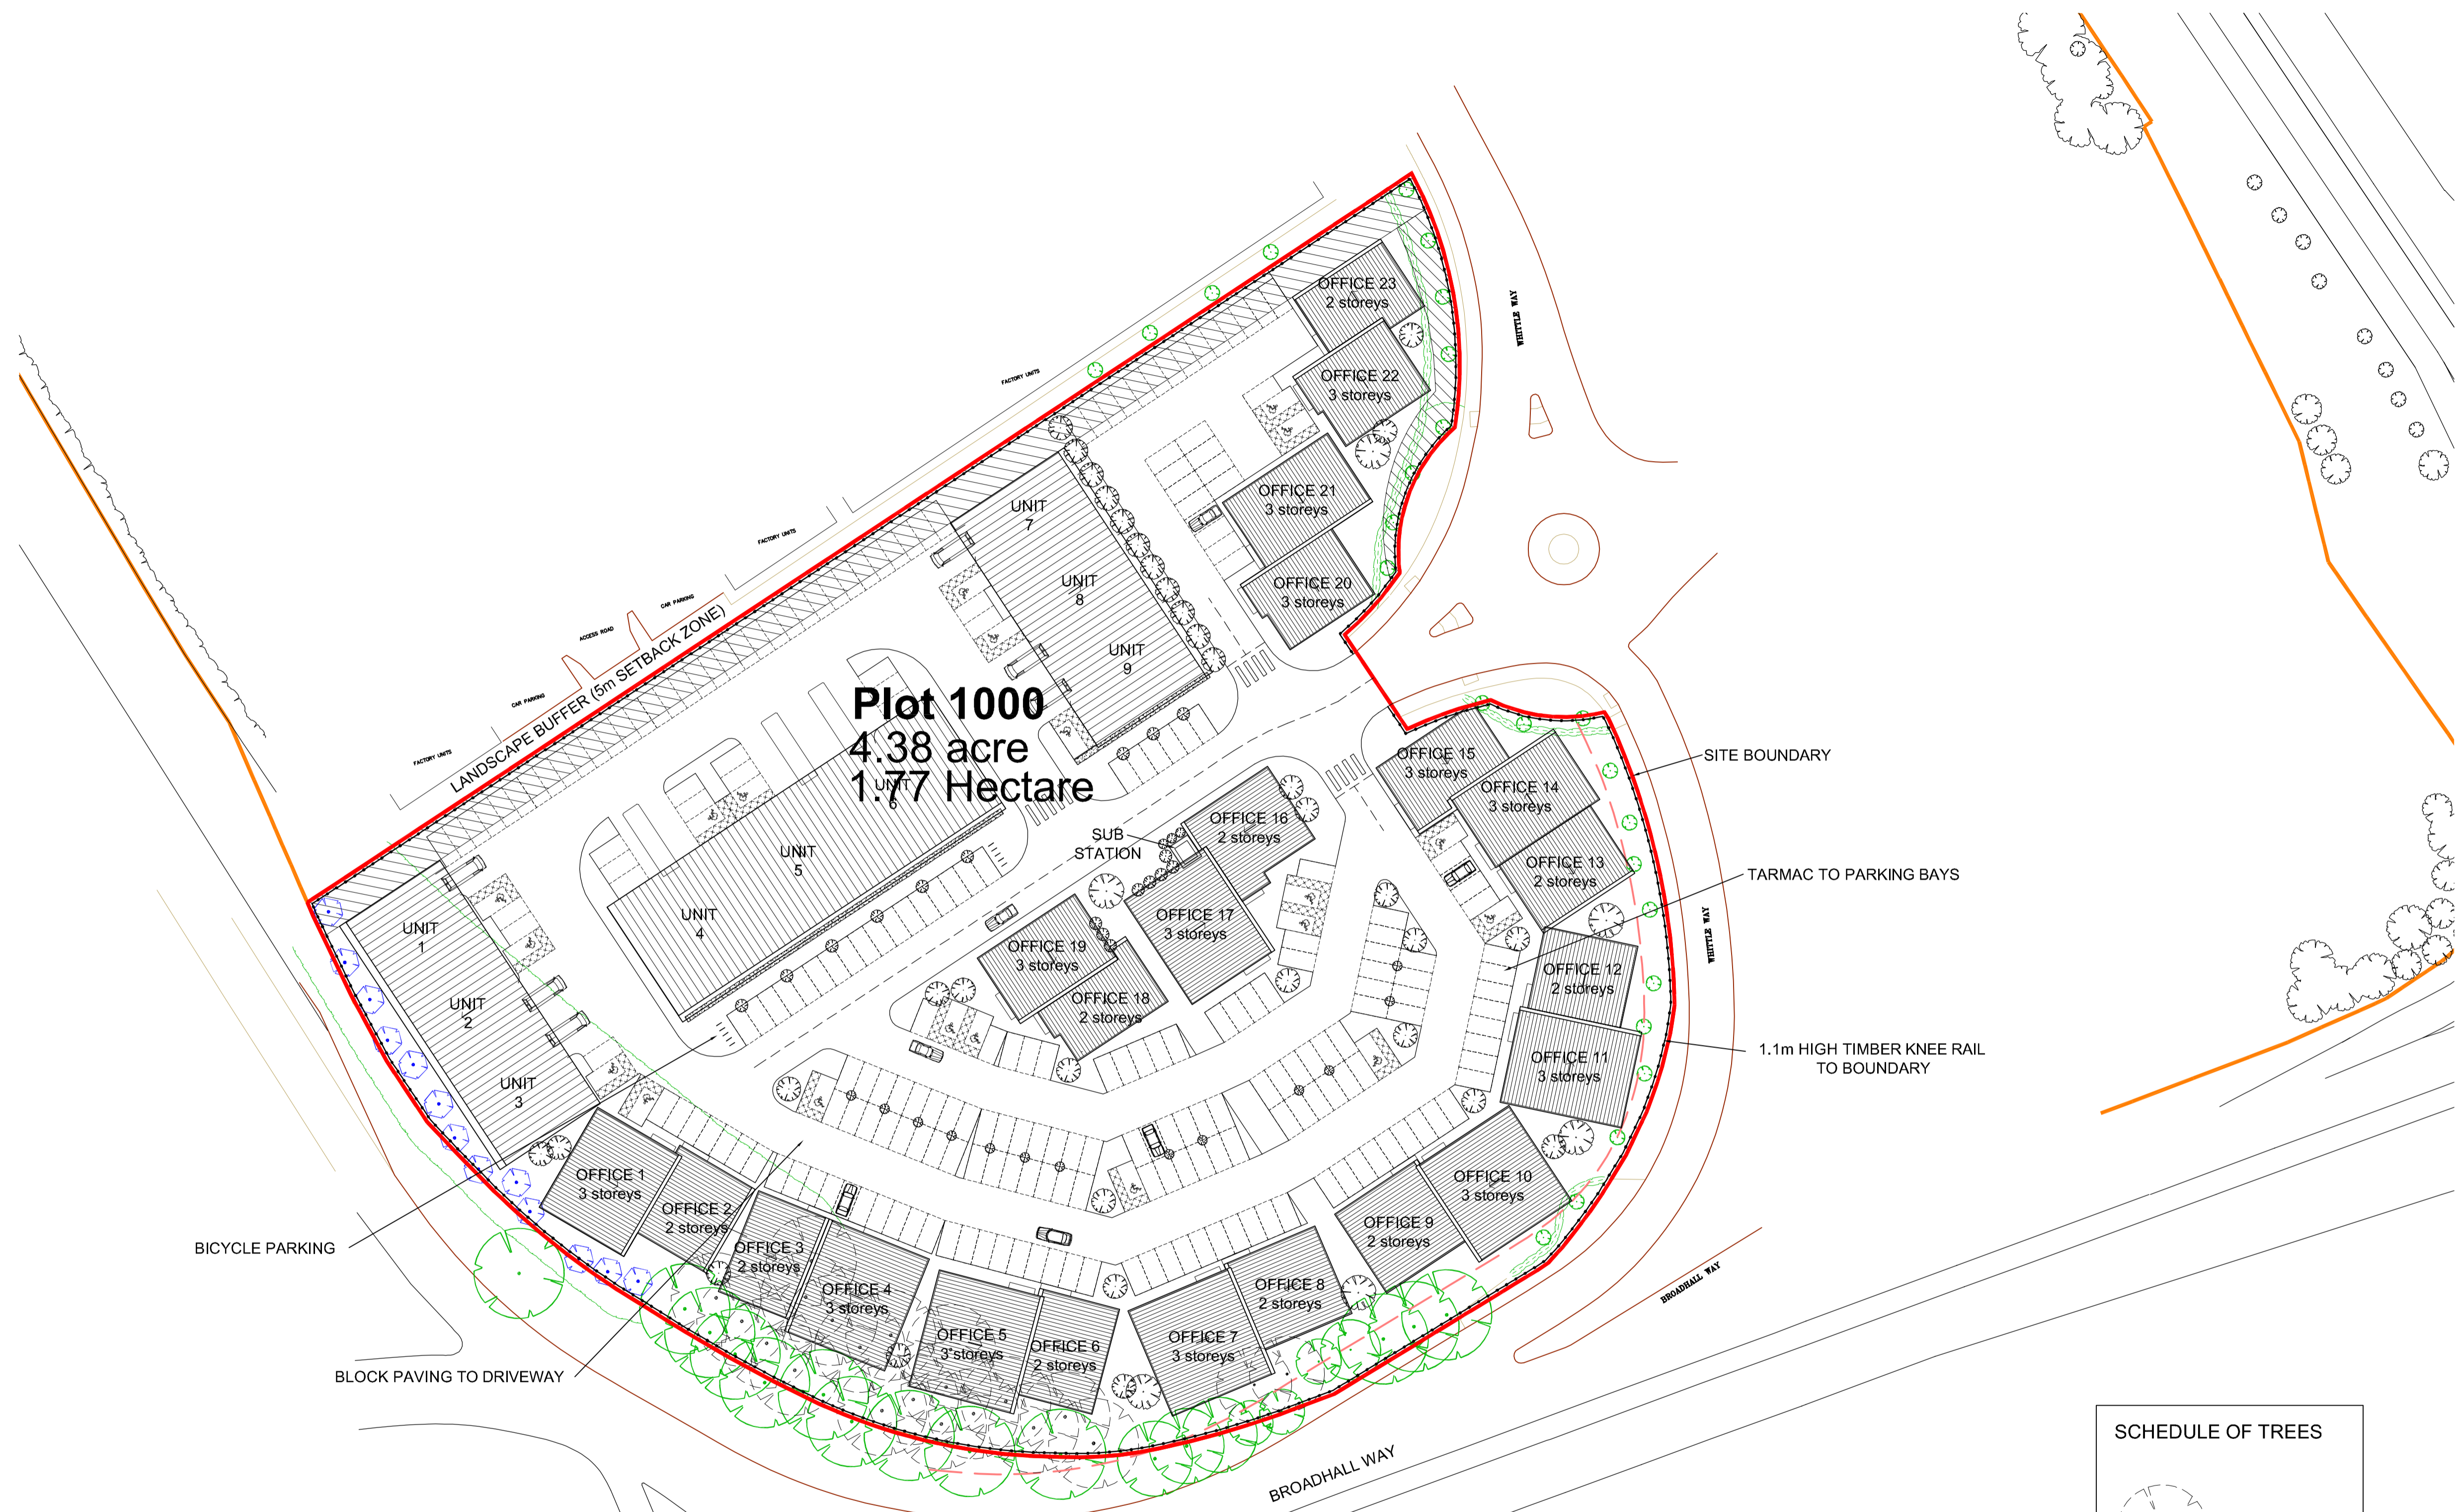 OFFICE 23
2 storeys
WHITTLE WAY
FACTORY UNITS
OFFICE 22
3 storeys
OFFICE 21
3 storeys
UNIT
7
FACTORY UNITS
UNIT
8
OFFICE 20
3 storeys
CAR PARKING
ACCESS ROAD
LANDSCAPE BUFFER (5m SETBACK ZONE)
UNIT
9
CAR PARKING
FACTORY UNITS
Plot 1000
4.38 acre
1.77 Hectare
UNIT
6
OFFICE 15
3 storeys
SITE BOUNDARY
OFFICE 14
3 storeys
SUB
STATION
OFFICE 16
2 storeys
UNIT
5
OFFICE 13
2 storeys
TARMAC TO PARKING BAYS
UNIT
4
OFFICE 17
3 storeys
UNIT
1
WHITTLE WAY
OFFICE 19
3 storeys
OFFICE 12
2 storeys
OFFICE 18
2 storeys
UNIT
2
OFFICE 11
3 storeys
1.1m HIGH TIMBER KNEE RAIL
TO BOUNDARY
UNIT
3
OFFICE 1
3 storeys
OFFICE 10
3 storeys
OFFICE 2
2 storeys
OFFICE 9
2 storeys
BICYCLE PARKING
OFFICE 3
2 storeys
OFFICE 4
3 storeys
OFFICE 8
2 storeys
BROADHALL WAY
OFFICE 5
3 storeys
OFFICE 6
2 storeys
OFFICE 7
3 storeys
BLOCK PAVING TO DRIVEWAY
BROADHALL WAY
SCHEDULE OF TREES